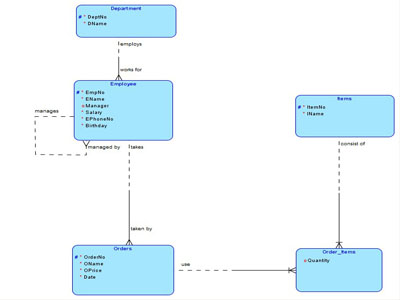 Department
# * DeptNo
* DName
employs
works for
Employee
# * EmpNo
* EName
o Manager
* Salary
* EPhoneNo
* Birthday
manages
managed by
takes
Items
# * ItemNo
* IName
consist of
taken by
Orders
# * OrderNo
* OName
* OPrice
* Date
use
Order_Items
o Quantity